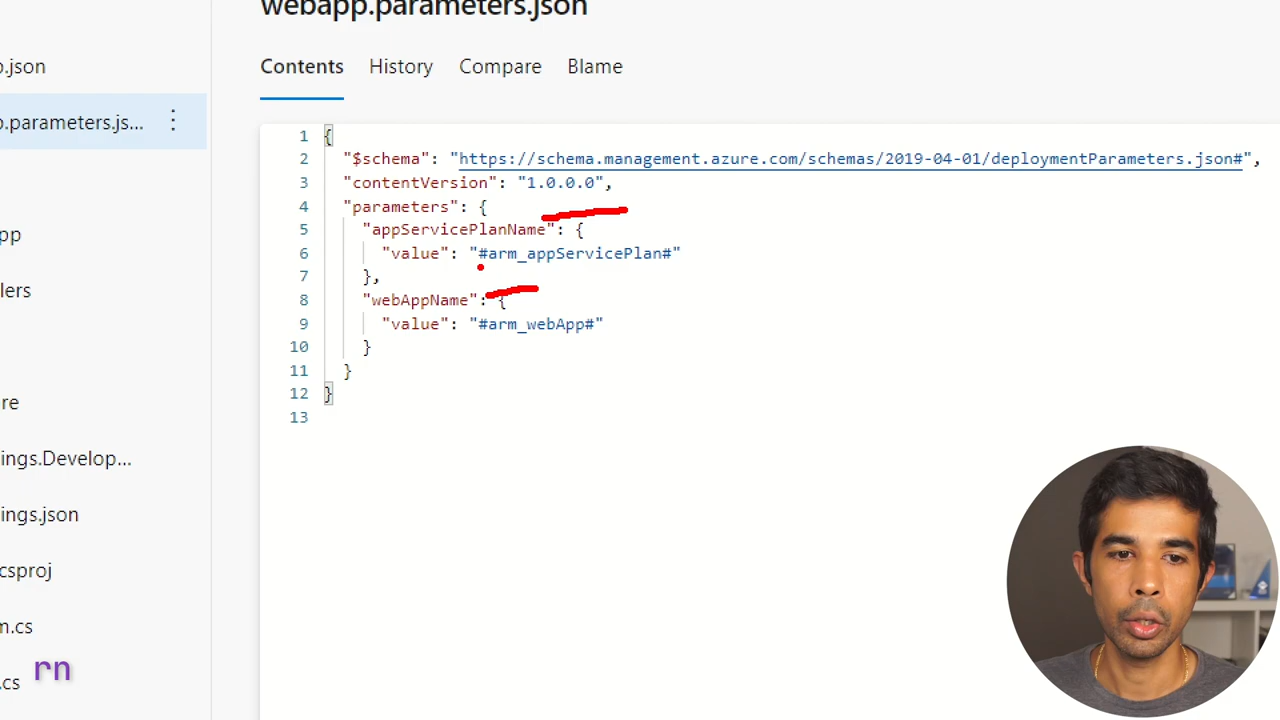 webapp.parameters.json
Contents History Compare Blame
p.json
p.parameters.js...
pp
lers
re
ings.Develop...
ings.json
csproj
m.cs
.cs
rn
1 {
2 "$schema": "https://schema.management.azure.com/schemas/2019-04-01/deploymentParameters.json#",
3 "contentVersion": "1.0.0.0",
4 "parameters": {
5 "appServicePlanName": {
6 "value": "#arm_appServicePlan#"
7 },
8 "webAppName": {
9 "value": "#arm_webApp#"
10 }
11 }
12 }
13